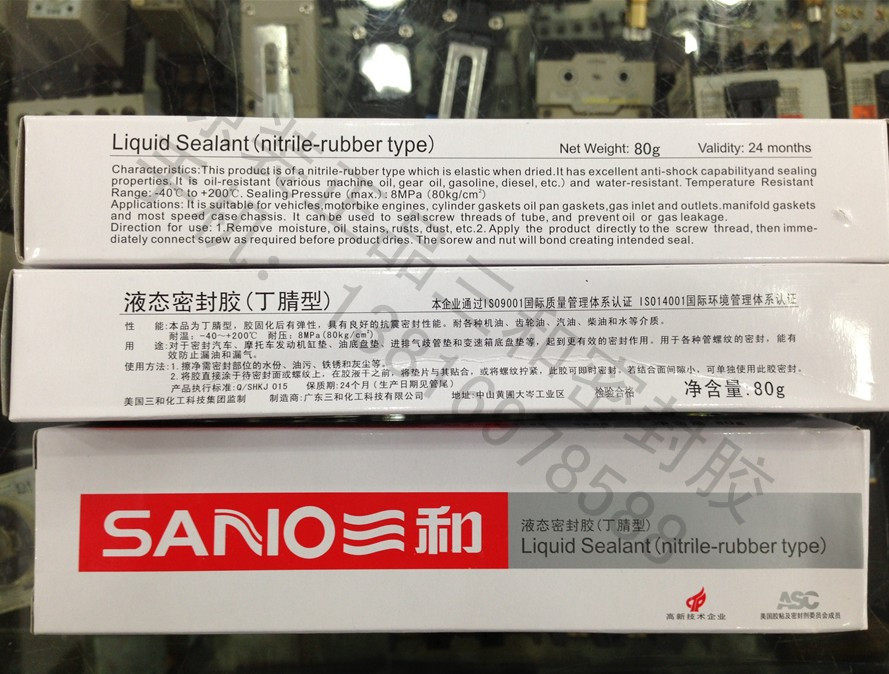 Liquid Sealant (nitrile-rubber type) Net Weight: 80g Validity: 24 months
Characteristics: This product is of a nitrile-rubber type which is elastic when dried.It has excellent anti-shock capabilityand sealing
properties. It is oil-resistant (various machine oil, gear oil, gasoline, diesel, etc.) and water-resistant. Temperature Resistant
Range: -40℃ to +200℃. Sealing Pressure (max.) : 8MPa (80kg/cm²)
Applications: It is suitable for vehicles,motorbike engines, cylinder gaskets oil pan gaskets,gas inlet and outlets.manifold gaskets
and most speed case chassis. It can be used to seal screw threads of tube, and prevent oil or gas leakage.
Direction for use: 1.Remove moisture, oil stains, rusts, dust, etc.2. Apply the product directly to the screw thread, then imme-
diately connect screw as required before product dries. The sorew and nut will bond creating intended seal.
液态密封胶(丁腈型) 本企业通过ISO9001国际质量管理体系认证 ISO14001国际环境管理体系认证
性 能:本品为丁腈型，胶固化后有弹性，具有良好的抗震密封性能。耐各种机油、齿轮油、汽油、柴油和水等介质。
耐温: -40~+200℃ 耐压: 8MPa(80kg/cm²)
用 途:对于密封汽车、摩托车发动机缸垫、油底盘垫、进排气歧管垫和变速箱底盘垫等，起到更有效的密封作用。用于各种管螺纹的密封，能有
效防止漏油和漏气。
使用方法:1.擦净需密封部位的水份、油污、铁锈和灰尘等。
2.将胶直接涂于待密封面或螺纹上，在胶液干之前，将垫片与其贴合，或将螺纹拧紧，此胶可即时密封。若结合面间隙小，可单独使用此胶密封。
产品执行标准:Q/SHKJ 015 保质期:24个月(生产日期见管尾)
美国三和化工科技集团监制 制造商:广东三和化工科技有限公司 地址:中山黄圃大岑工业区 检验合格 净含量.80g
SANO三和
液态密封胶(丁腈型)
Liquid Sealant (nitrile-rubber type)
高新技术企业
ASC
美国胶粘及密封剂委员会成员
原装正品三和密封胶
手机:13816078588